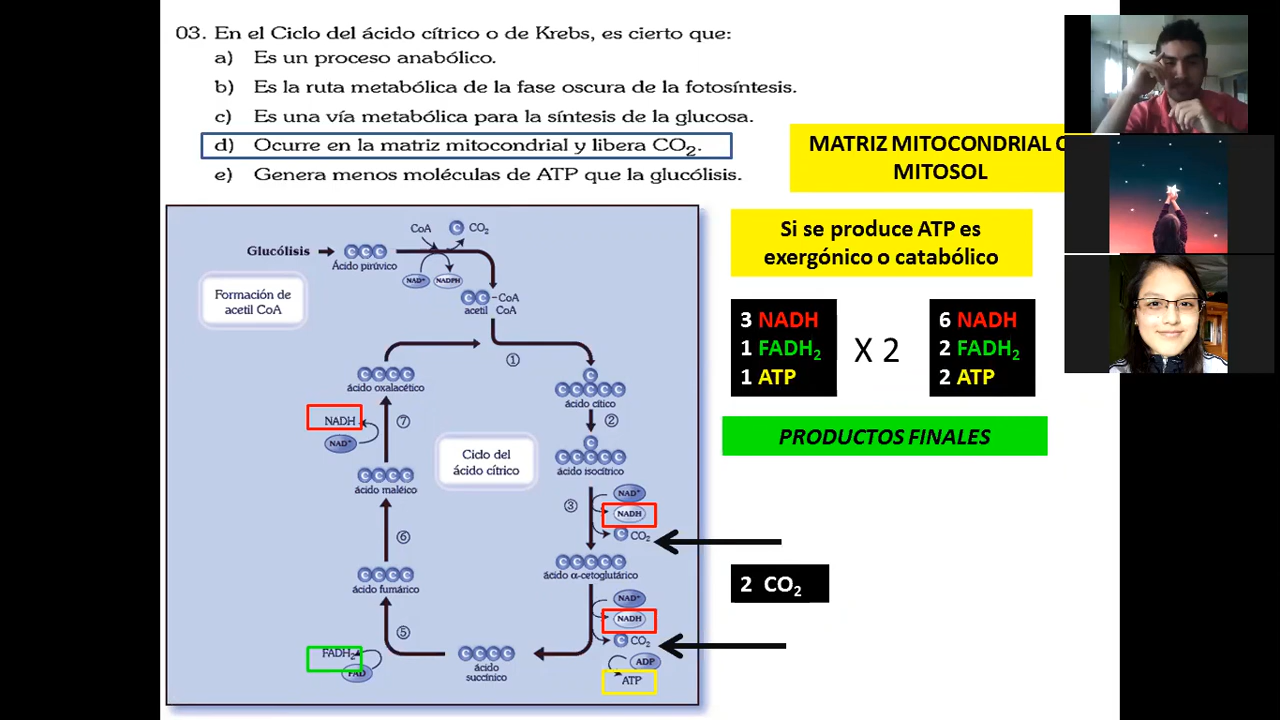 03. En el Ciclo del ácido cítrico o de Krebs, es cierto que:
a) Es un proceso anabólico.
b) Es la ruta metabólica de la fase oscura de la fotosíntesis.
c) Es una vía metabólica para la síntesis de la glucosa.
d) Ocurre en la matriz mitocondrial y libera CO₂.
e) Genera menos moléculas de ATP que la glucólisis.
MATRIZ MITOCONDRIAL
MITOSOL
Si se produce ATP es
exergónico o catabólico
3 NADH
1 FADH₂
1 ATP
X 2
6 NADH
2 FADH₂
2 ATP
PRODUCTOS FINALES
2 CO₂
Glucólisis
C C C
Ácido pirúvico
CoA
C CO₂
NAD⁺
NADPH
Formación de
acetil CoA
C C –CoA
acetil CoA
①
C
C C C C C
ácido cítico
②
C
C C C C C
ácido isocítrico
③
NAD⁺
NADH
C CO₂
C C C C C
ácido α-cetoglutárico
NAD⁺
NADH
C CO₂
ADP
ATP
C C C C
ácido
succínico
⑤
FADH₂
FAD
C C C C
ácido fumárico
⑥
C C C C
ácido maléico
⑦
NADH
NAD⁺
C C C C
ácido oxalacético
Ciclo del
ácido cítrico